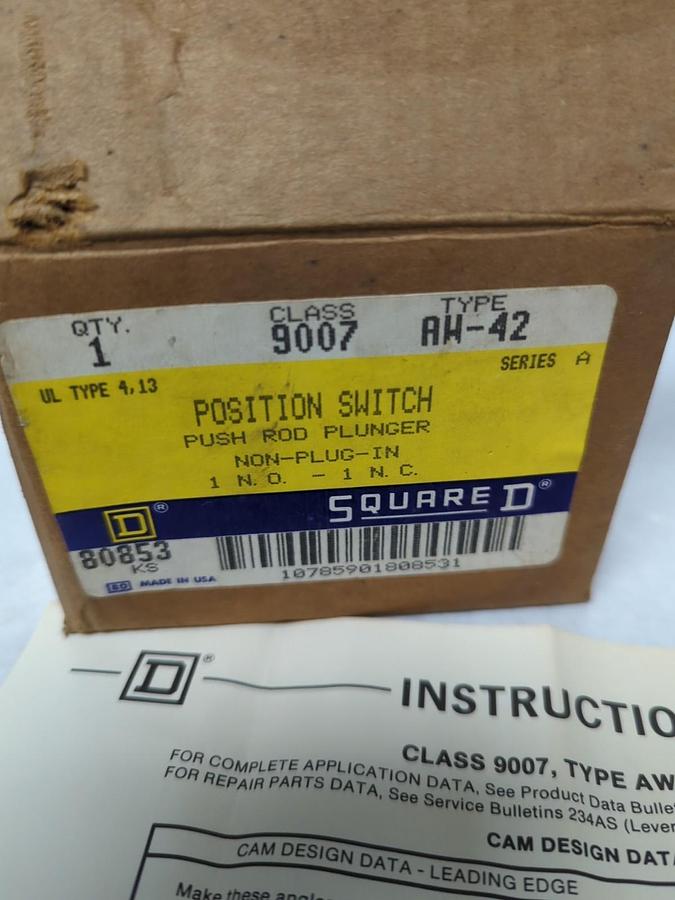 QTY. CLASS TYPE
1 9007 AW-42
SERIES A
UL TYPE 4,13
POSITION SWITCH
PUSH ROD PLUNGER
NON-PLUG-IN
1 N.O. - 1 N.C.
D® SQUARE D®
80853
KS
10785901808531
SD MADE IN USA
D® INSTRUCTIO
CLASS 9007, TYPE AW
FOR COMPLETE APPLICATION DATA, See Product Data Bulle
FOR REPAIR PARTS DATA, See Service Bulletins 234AS (Lever
CAM DESIGN DAT
CAM DESIGN DATA - LEADING EDGE
Make these